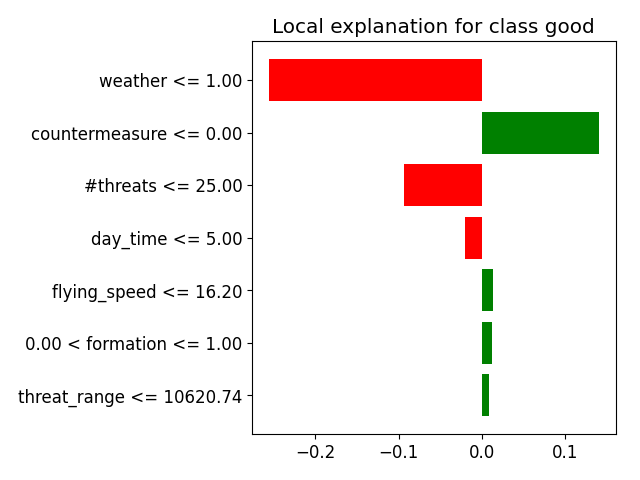 Local explanation for class good
weather <= 1.00
countermeasure <= 0.00
#threats <= 25.00
day_time <= 5.00
flying_speed <= 16.20
0.00 < formation <= 1.00
threat_range <= 10620.74
−0.2 −0.1 0.0 0.1